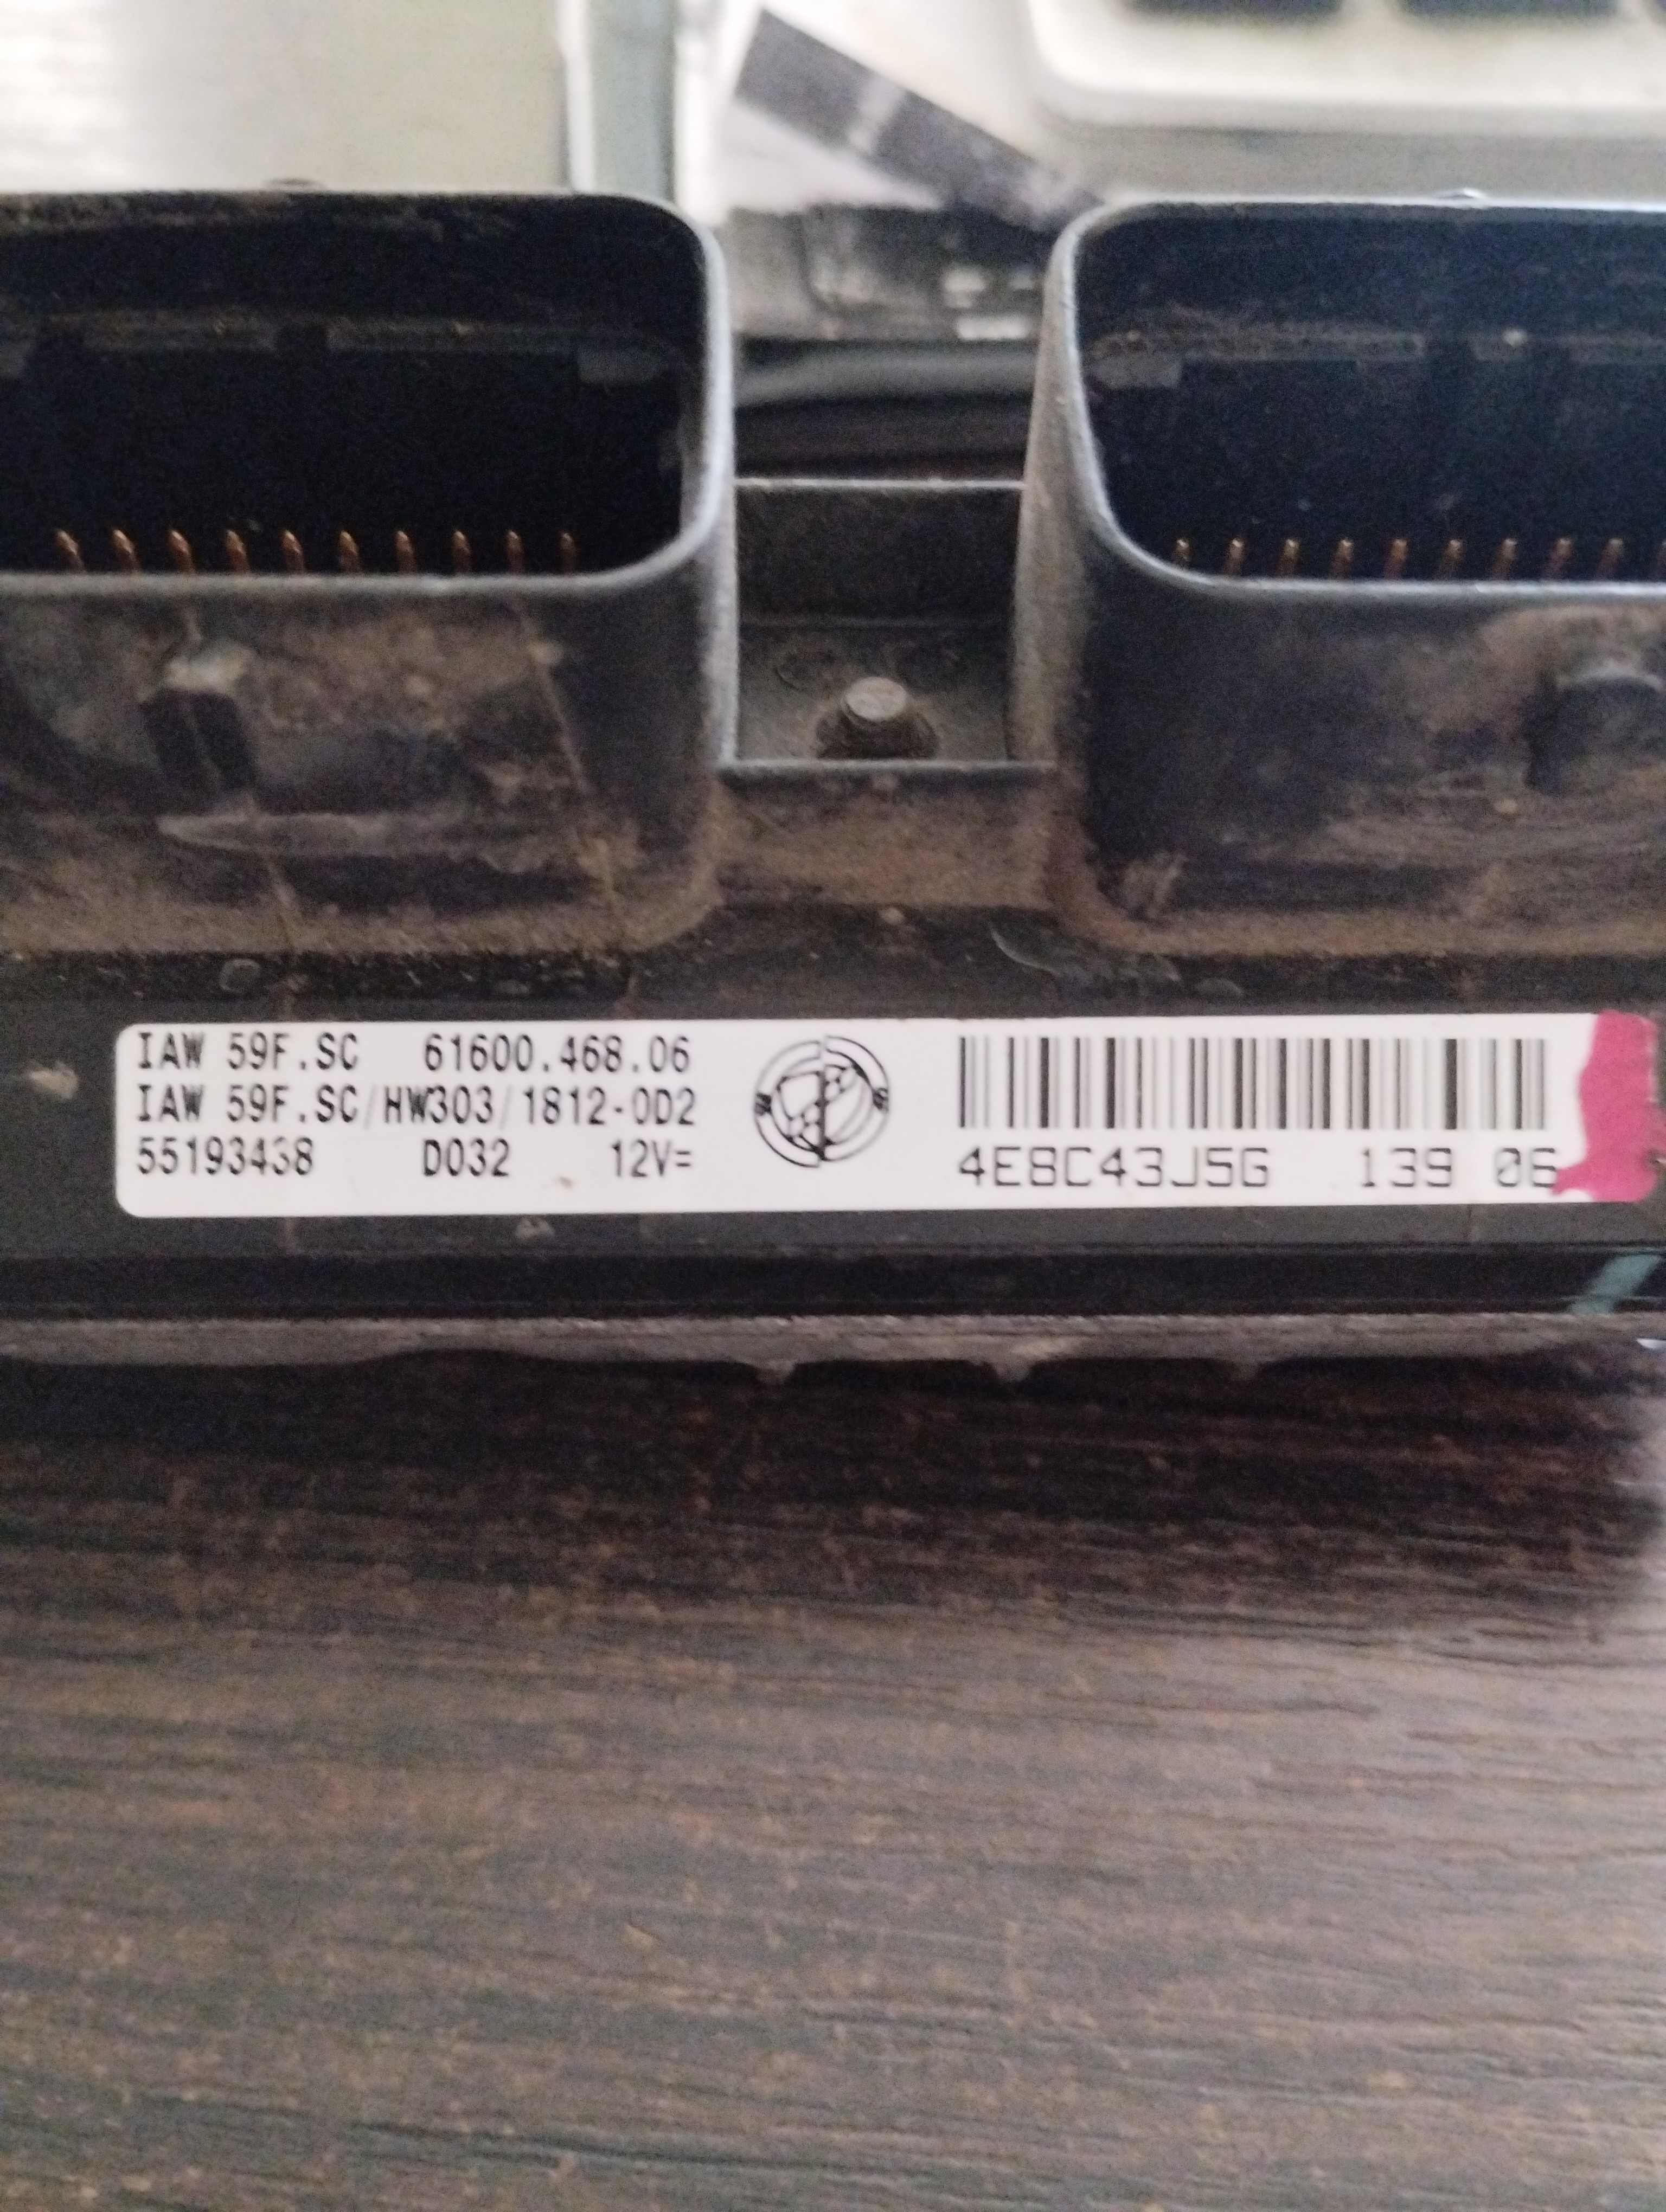 IAW 59F.SC 61600.468.06
IAW 59F.SC/HW303/1812-0D2
55193438 D032 12V=
4E8C43J5G 139 06